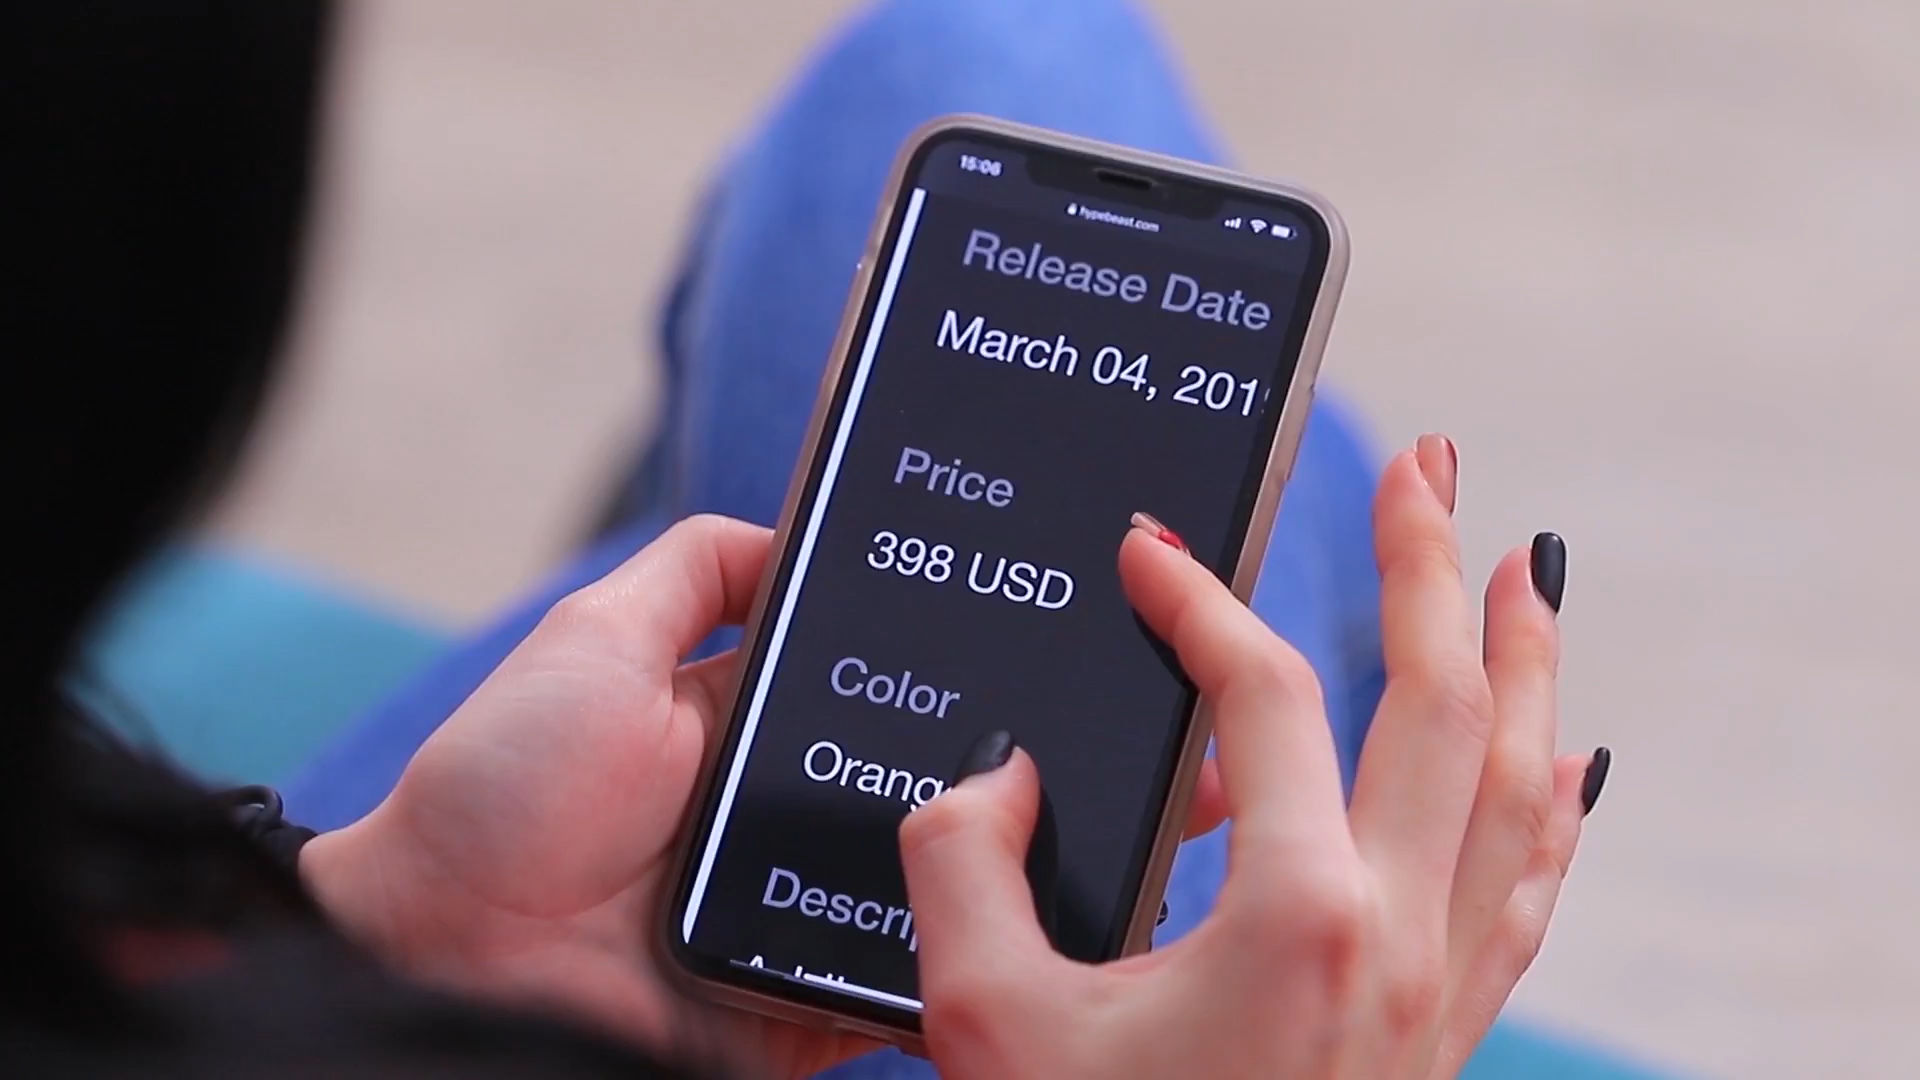 15:06
hypebeast.com
Release Date
March 04, 201
Price
398 USD
Color
Orang
Descri